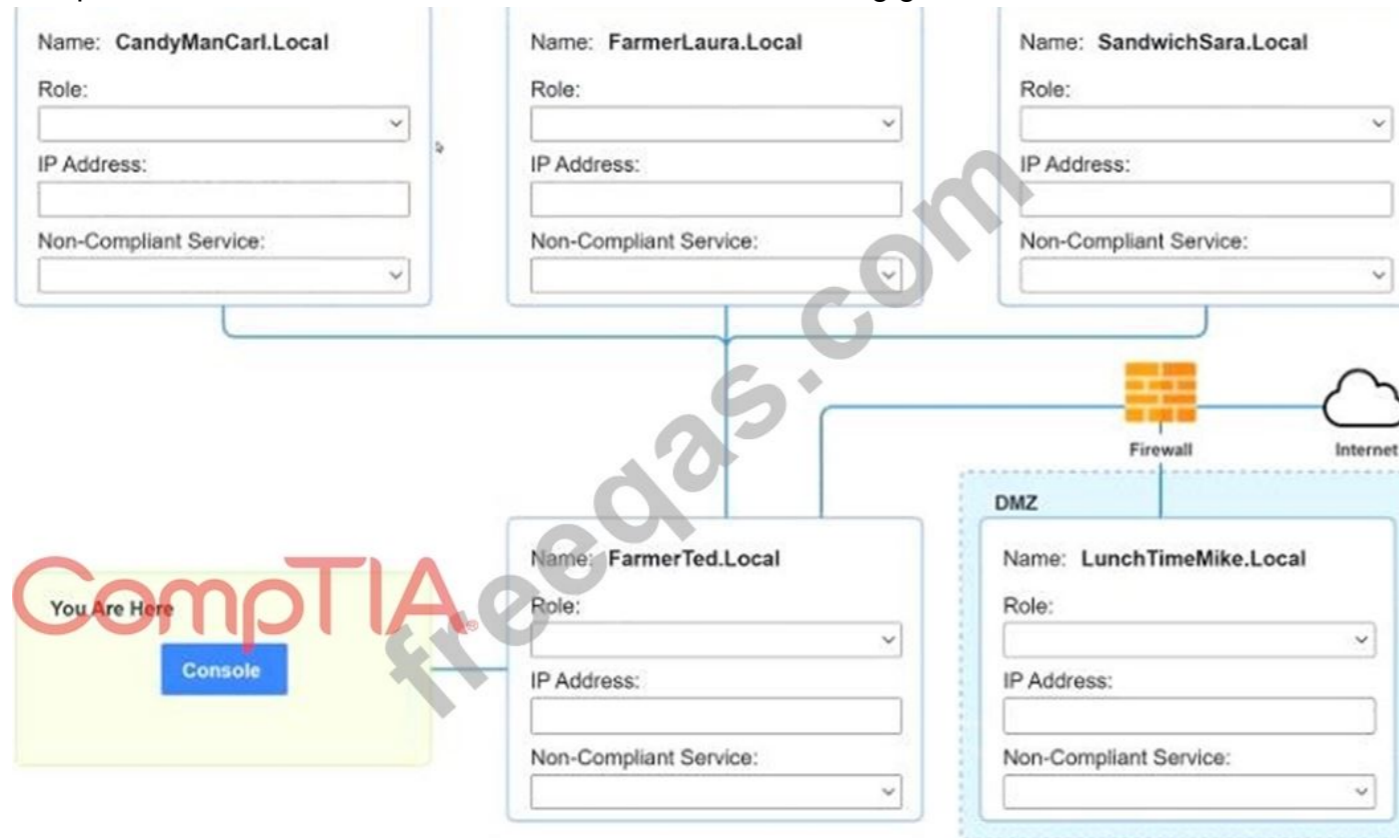 Name: CandyManCarl.Local
Role:
IP Address:
Non-Compliant Service:
Name: FarmerLaura.Local
Role:
IP Address:
Non-Compliant Service:
Name: SandwichSara.Local
Role:
IP Address:
Non-Compliant Service:
Firewall
Internet
DMZ
CompTIA®
You Are Here
Console
Name: FarmerTed.Local
Role:
IP Address:
Non-Compliant Service:
Name: LunchTimeMike.Local
Role:
IP Address:
Non-Compliant Service:
freeqas.com